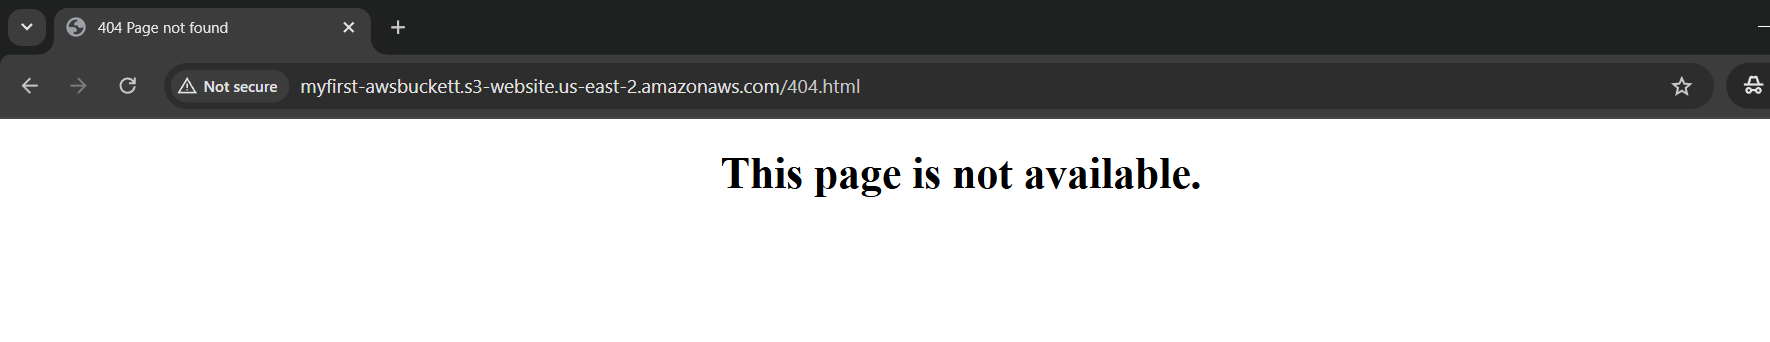 404 Page not found
Not secure
myfirst-awsbuckett.s3-website.us-east-2.amazonaws.com/404.html
This page is not available.